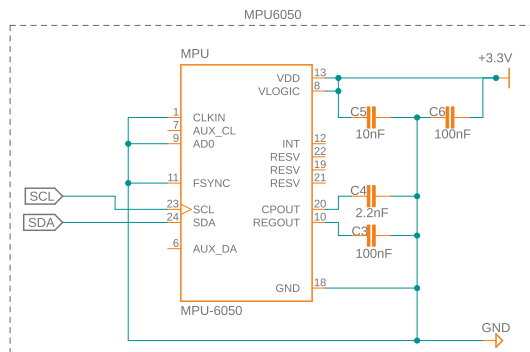 MPU6050
MPU
+3.3V
VDD 13
VLOGIC 8
1 CLKIN
7 AUX_CL
9 AD0
C5
10nF
C6
100nF
INT 12
RESV 22
RESV 19
RESV 21
11 FSYNC
SCL
23 SCL
SDA
24 SDA
CPOUT 20
REGOUT 10
C4
2.2nF
C3
100nF
6 AUX_DA
GND 18
MPU-6050
GND